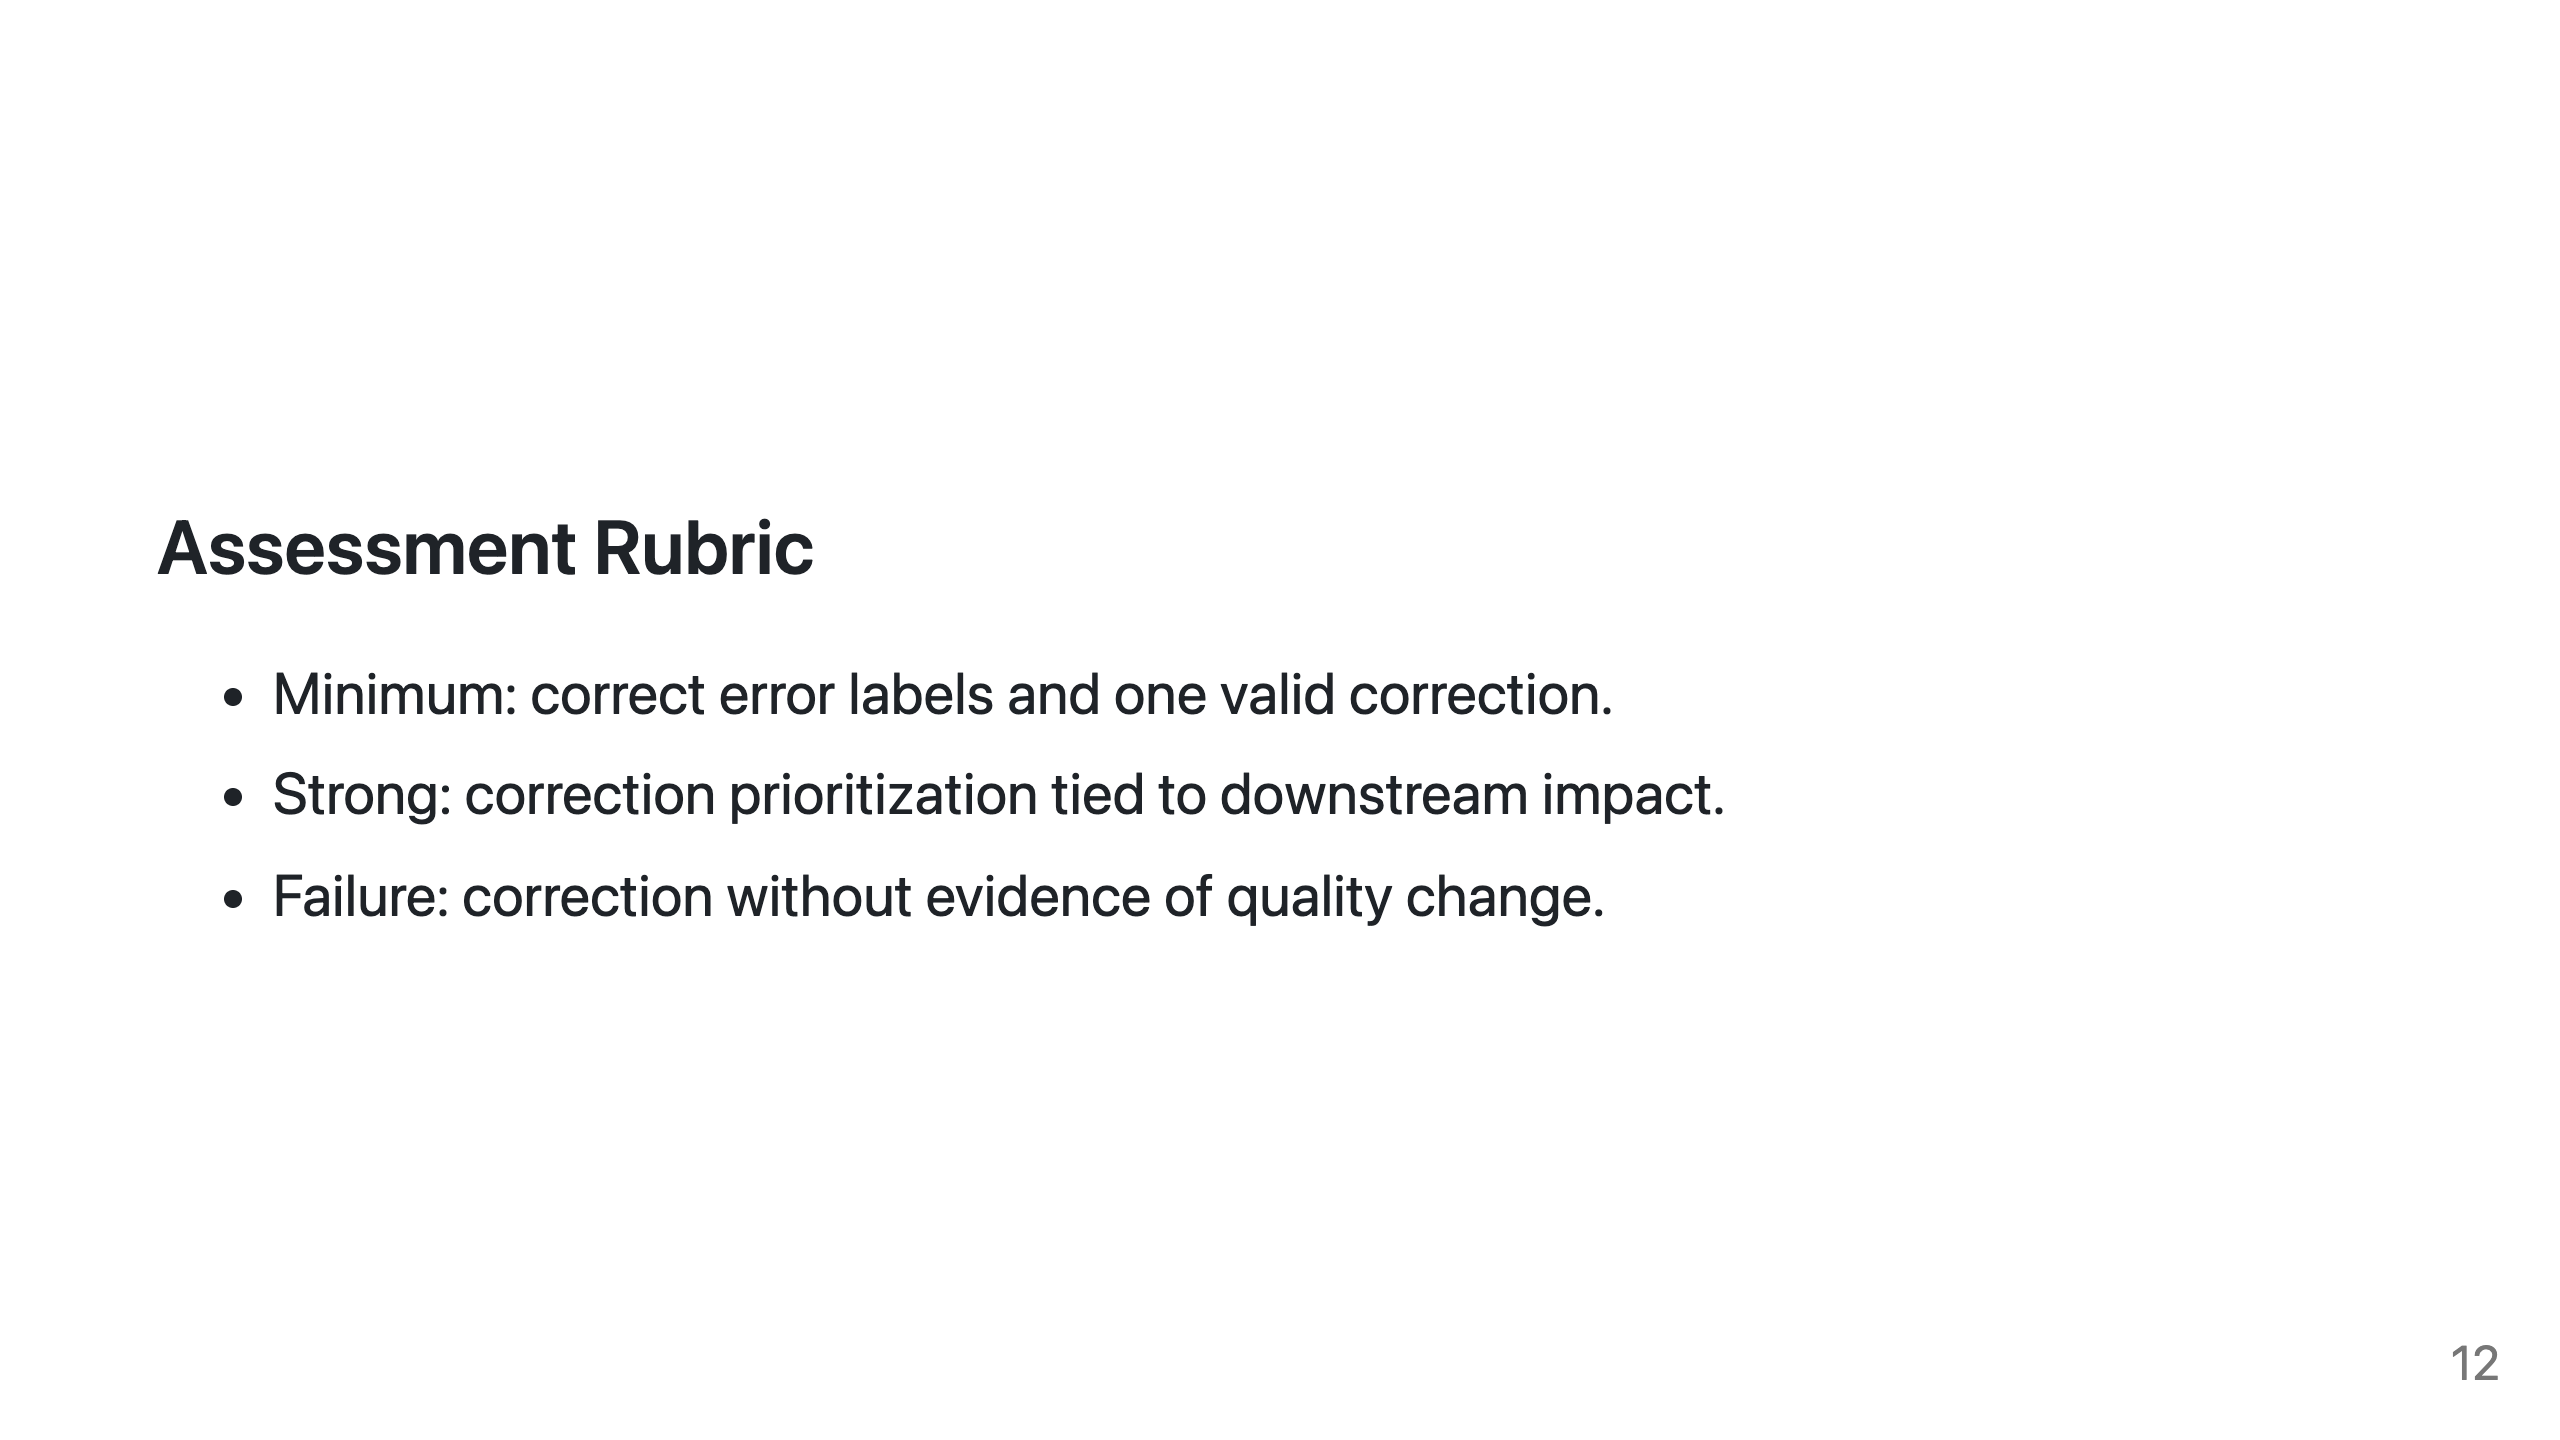 Assessment Rubric
• Minimum: correct error labels and one valid correction.
• Strong: correction prioritization tied to downstream impact.
• Failure: correction without evidence of quality change.
12